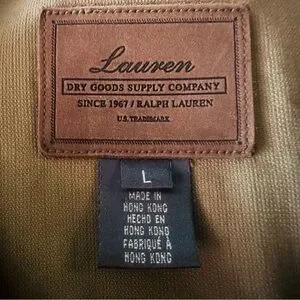 Lauren
DRY GOODS SUPPLY COMPANY
SINCE 1967 / RALPH LAUREN
U.S. TRADEMARK
L
MADE IN
HONG KONG
HECHO EN
HONG KONG
FABRIQUÉ À
HONG KONG